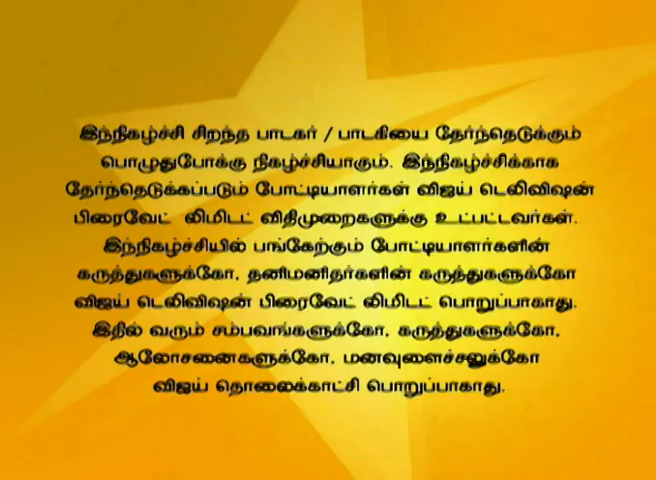 இந்நிகழ்ச்சி சிறந்த பாடகர் / பாடகியை தேர்ந்தெடுக்கும்
பொழுதுபோக்கு நிகழ்ச்சியாகும். இந்நிகழ்ச்சிக்காக
தேர்ந்தெடுக்கப்படும் போட்டியாளர்கள் விஜய் டெலிவிஷன்
பிரைவேட் லிமிடட் விதிமுறைகளுக்கு உட்பட்டவர்கள்.
இந்நிகழ்ச்சியில் பங்கேற்கும் போட்டியாளர்களின்
கருத்துகளுக்கோ, தனிமனிதர்களின் கருத்துகளுக்கோ
விஜய் டெலிவிஷன் பிரைவேட் லிமிடட் பொறுப்பாகாது.
இதில் வரும் சம்பவங்களுக்கோ, கருத்துகளுக்கோ,
ஆலோசனைகளுக்கோ, மனவுளைச்சலுக்கோ
விஜய் தொலைக்காட்சி பொறுப்பாகாது.